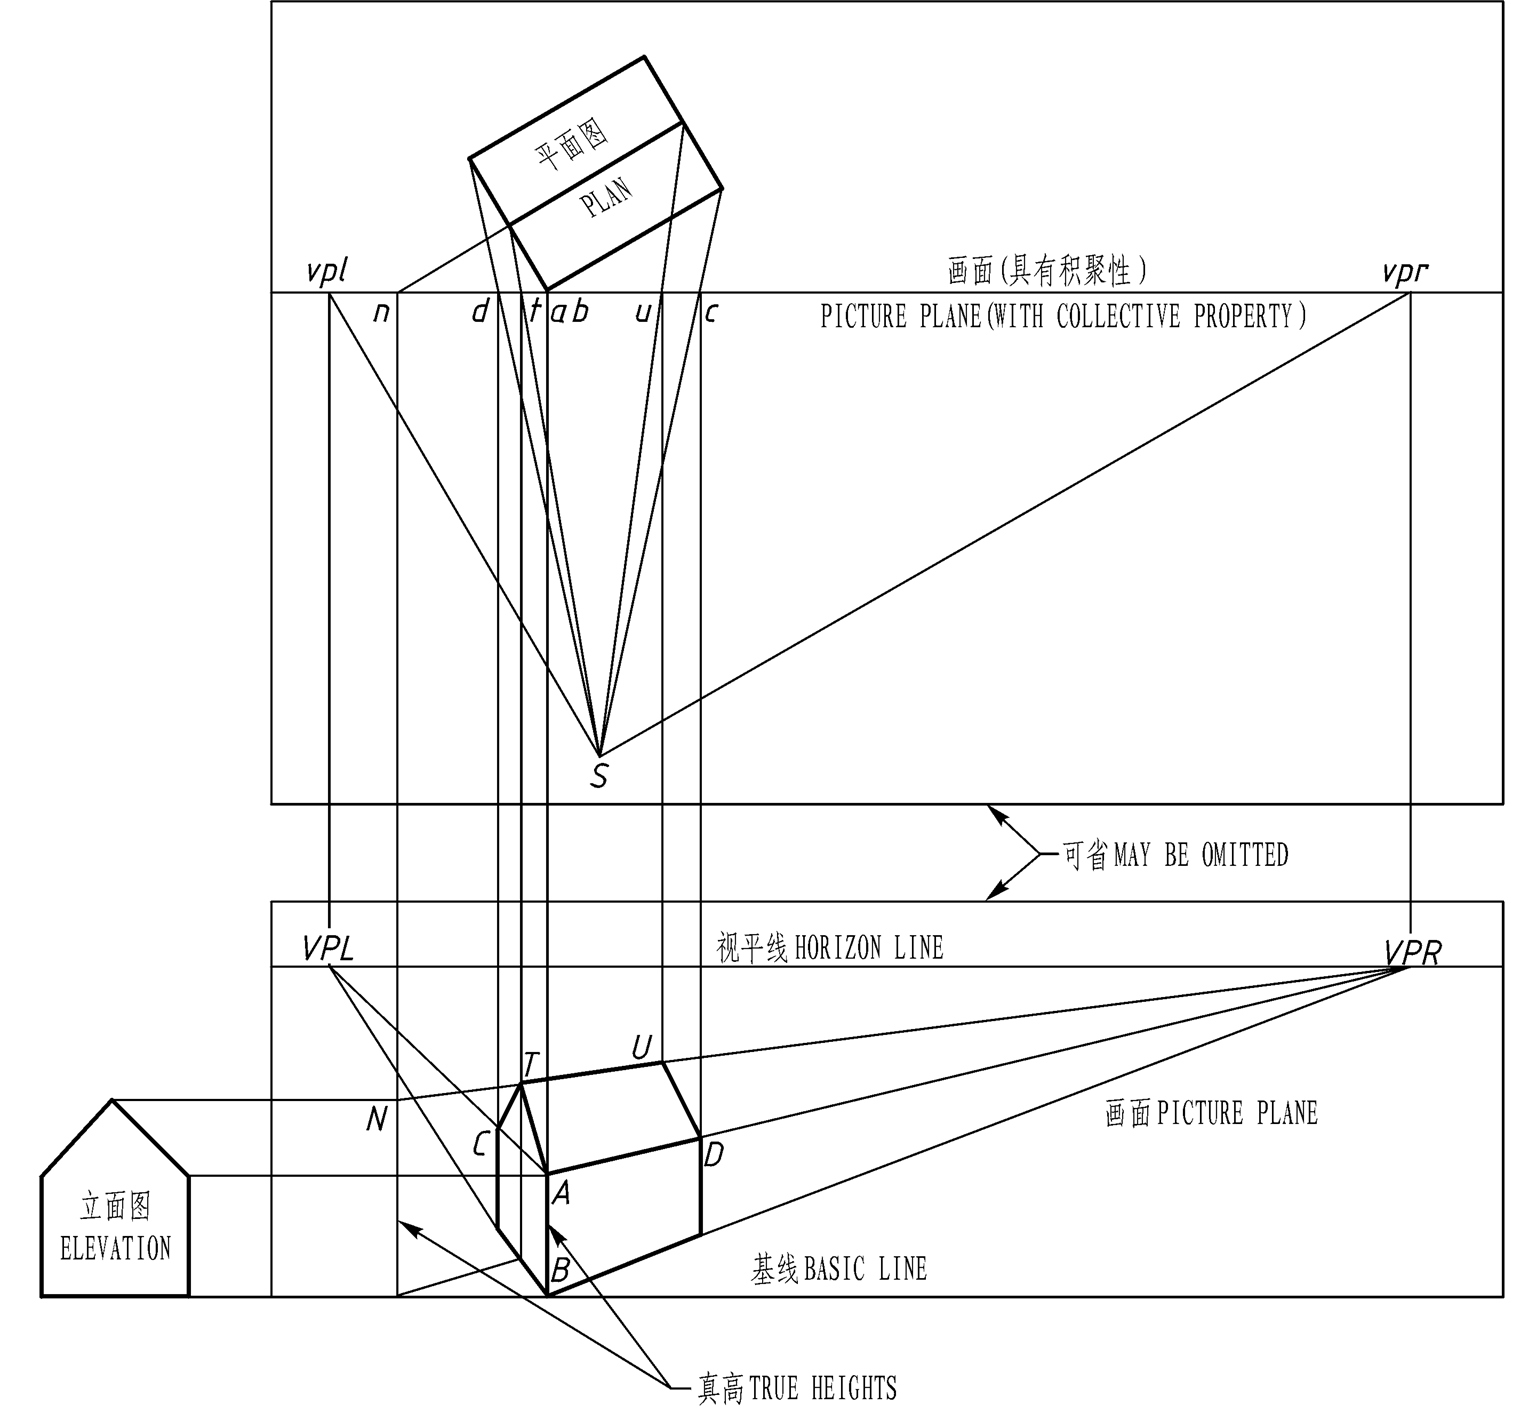 平面图
PLAN
vpl
画面(具有积聚性)
vpr
n
d
t
ab
u
c
PICTURE PLANE(WITH COLLECTIVE PROPERTY)
S
可省MAY BE OMITTED
VPL
视平线HORIZON LINE
VPR
T
U
N
画面PICTURE PLANE
C
D
A
立面图
ELEVATION
B
基线BASIC LINE
真高TRUE HEIGHTS